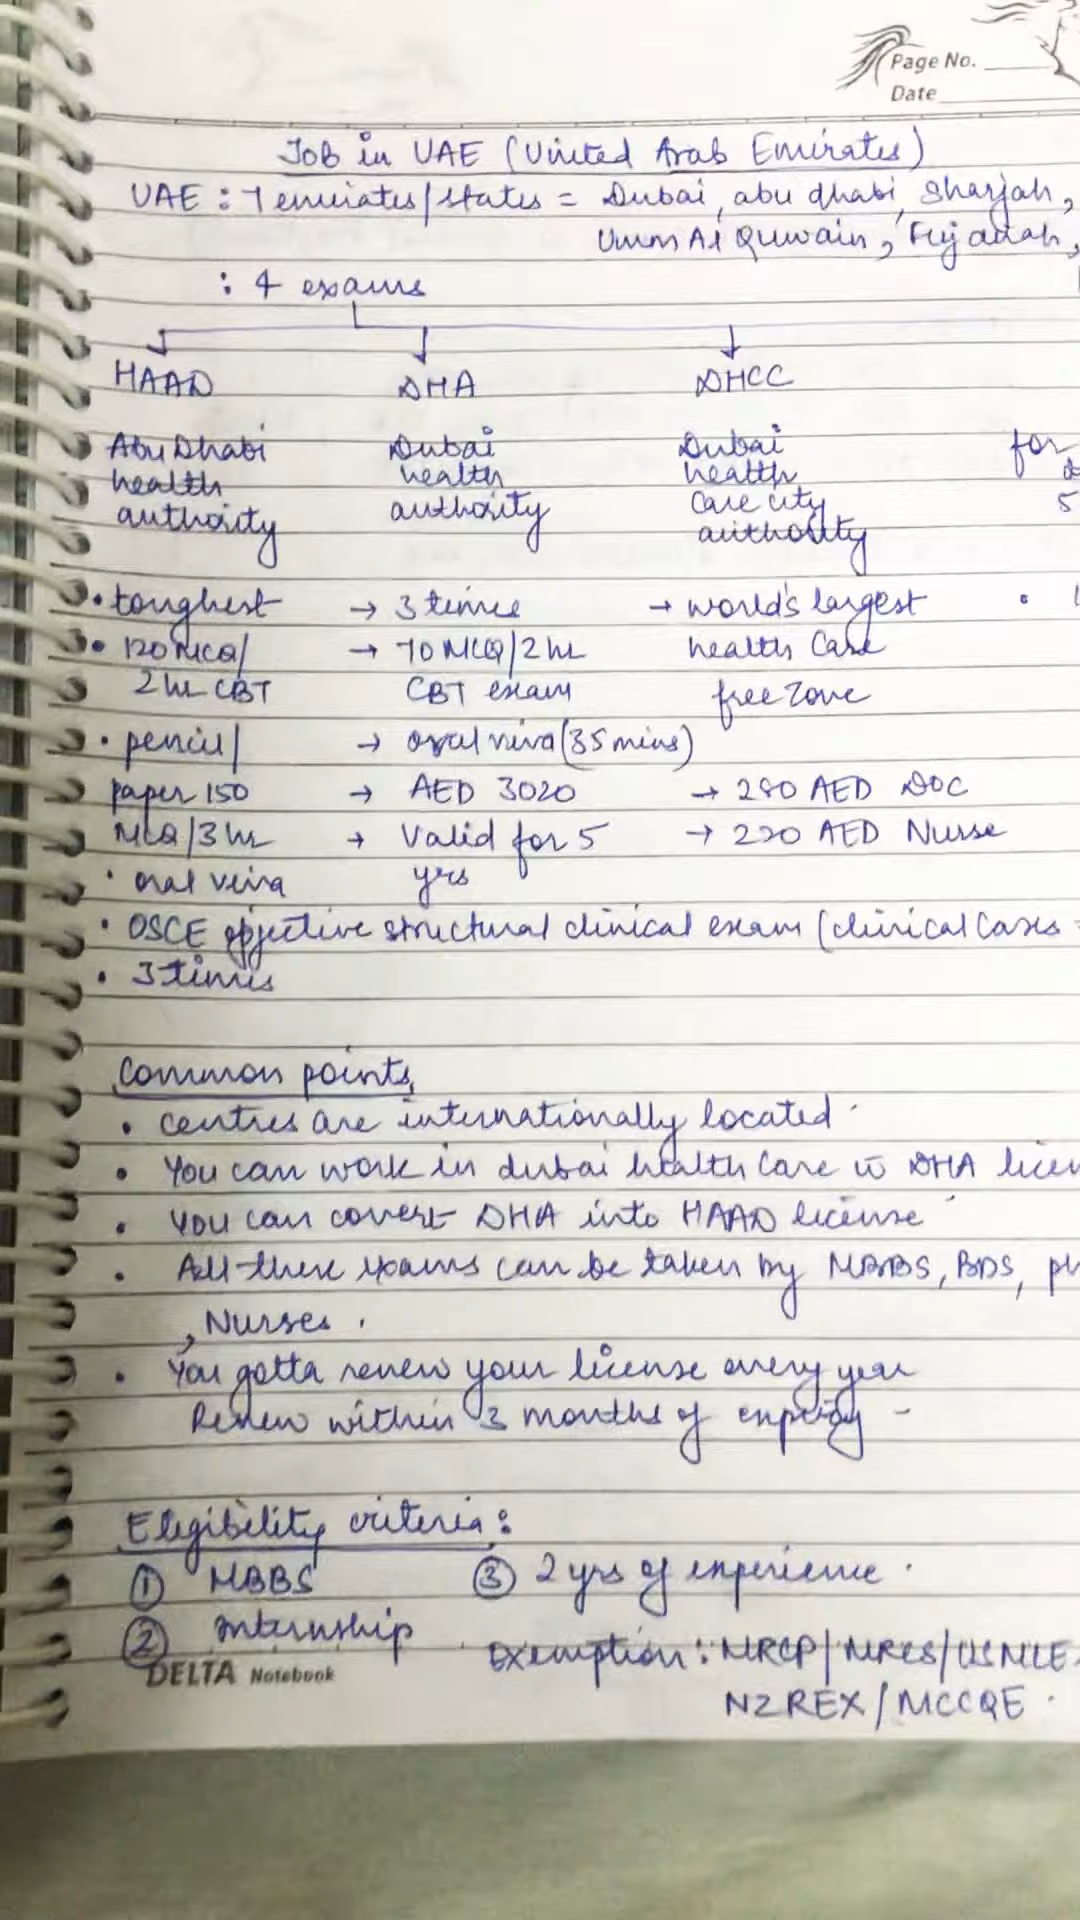 Page No.
Date
Job in UAE (United Arab Emirates)
UAE : 7 emirates/states = Dubai, abu dhabi, Sharjah,
Umm Al Quwain, Fujairah,
: 4 exams
HAAD DHA DHCC
Abu Dhabi Dubai Dubai for
health health health
authority authority Care city 5
authority
• toughest → 3 times → world's largest •
• 120 MCQ/ → 70 MCQ/2 hr health Care
2 hr CBT CBT exam free zone
• pencil/ → oral viva (35 mins)
paper 150 → AED 3020 → 280 AED DOC
MCQ/3 hr → Valid for 5 → 220 AED Nurse
• oral viva yrs
• OSCE objective structural clinical exam (clinical cases
• 3 times
Common points
• centres are internationally located.
• You can work in dubai health care w DHA licen
• You can covert DHA into HAAD license
• All these exams can be taken by MBBS, BDS, ph
, Nurses.
• You gotta renew your license every year
Renew within 3 months of expiray -
Eligibility criteria :
① MBBS ③ 2 yrs of experience.
② Internship
Exemption : MRCP/MRCS/USMLE
NZREX/MCCQE.
DELTA Notebook